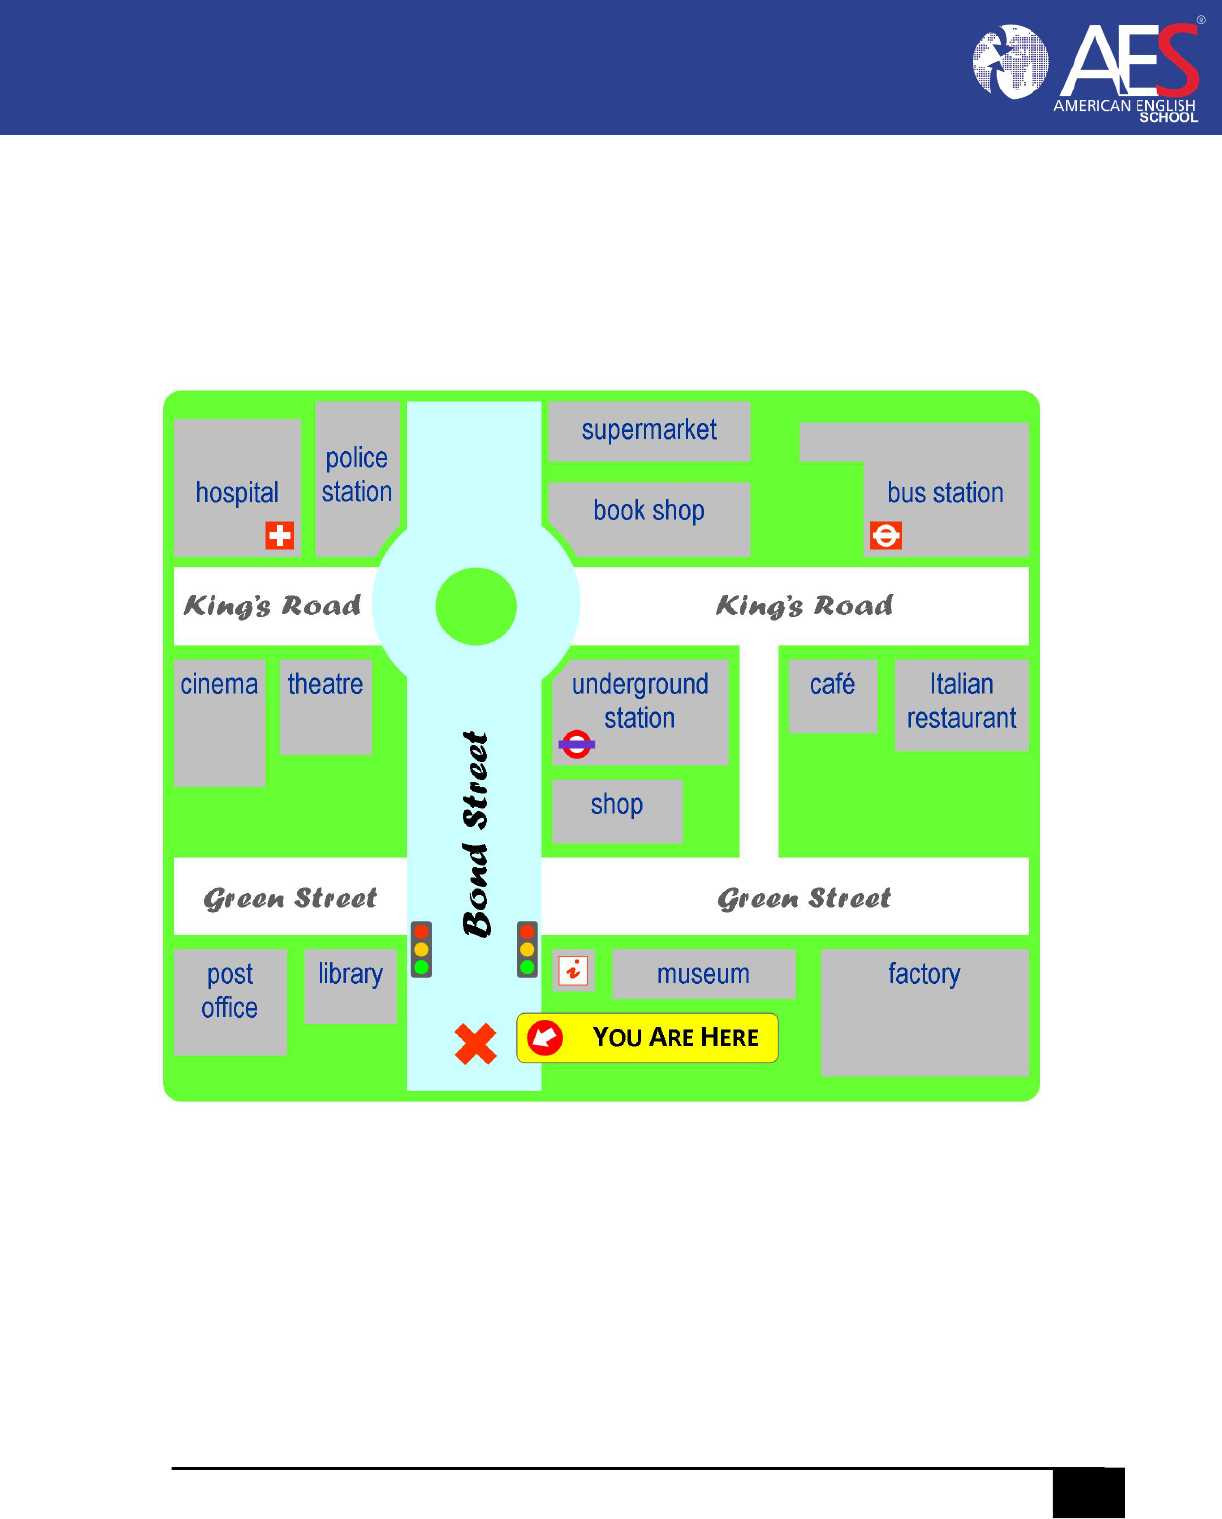 ®
AES
AMERICAN ENGLISH
SCHOOL
supermarket
police
station
hospital
book shop
bus station
King's Road
King's Road
cinema
theatre
underground
station
café
Italian
restaurant
Bond Street
shop
Green Street
Green Street
post
office
library
i
museum
factory
YOU ARE HERE